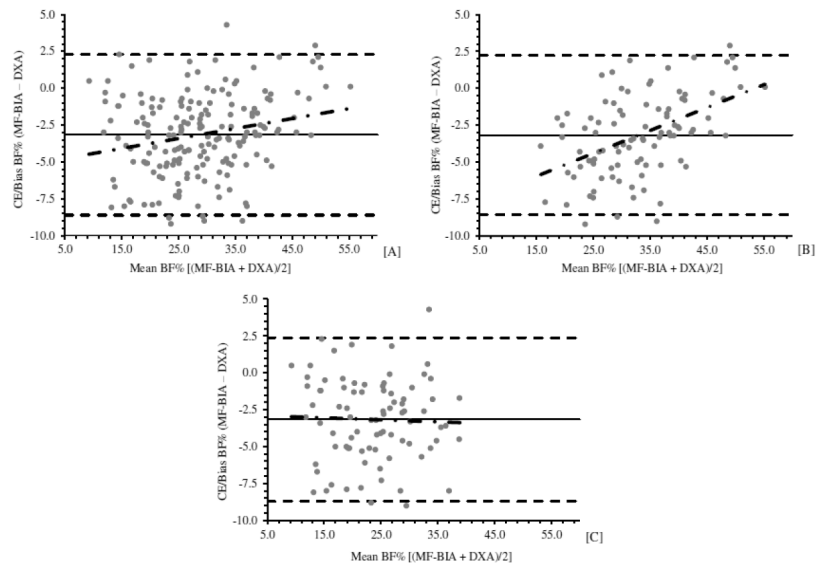 5.0
2.5
0.0
-2.5
-5.0
-7.5
-10.0
CE/Bias BF% (MF-BIA – DXA)
5.0 15.0 25.0 35.0 45.0 55.0
[A]
Mean BF% [(MF-BIA + DXA)/2]
5.0
2.5
0.0
-2.5
-5.0
-7.5
-10.0
CE/Bias BF% (MF-BIA – DXA)
5.0 15.0 25.0 35.0 45.0 55.0
[B]
Mean BF% [(MF-BIA + DXA)/2]
5.0
2.5
0.0
-2.5
-5.0
-7.5
-10.0
CE/Bias BF% (MF-BIA – DXA)
5.0 15.0 25.0 35.0 45.0 55.0
[C]
Mean BF% [(MF-BIA + DXA)/2]